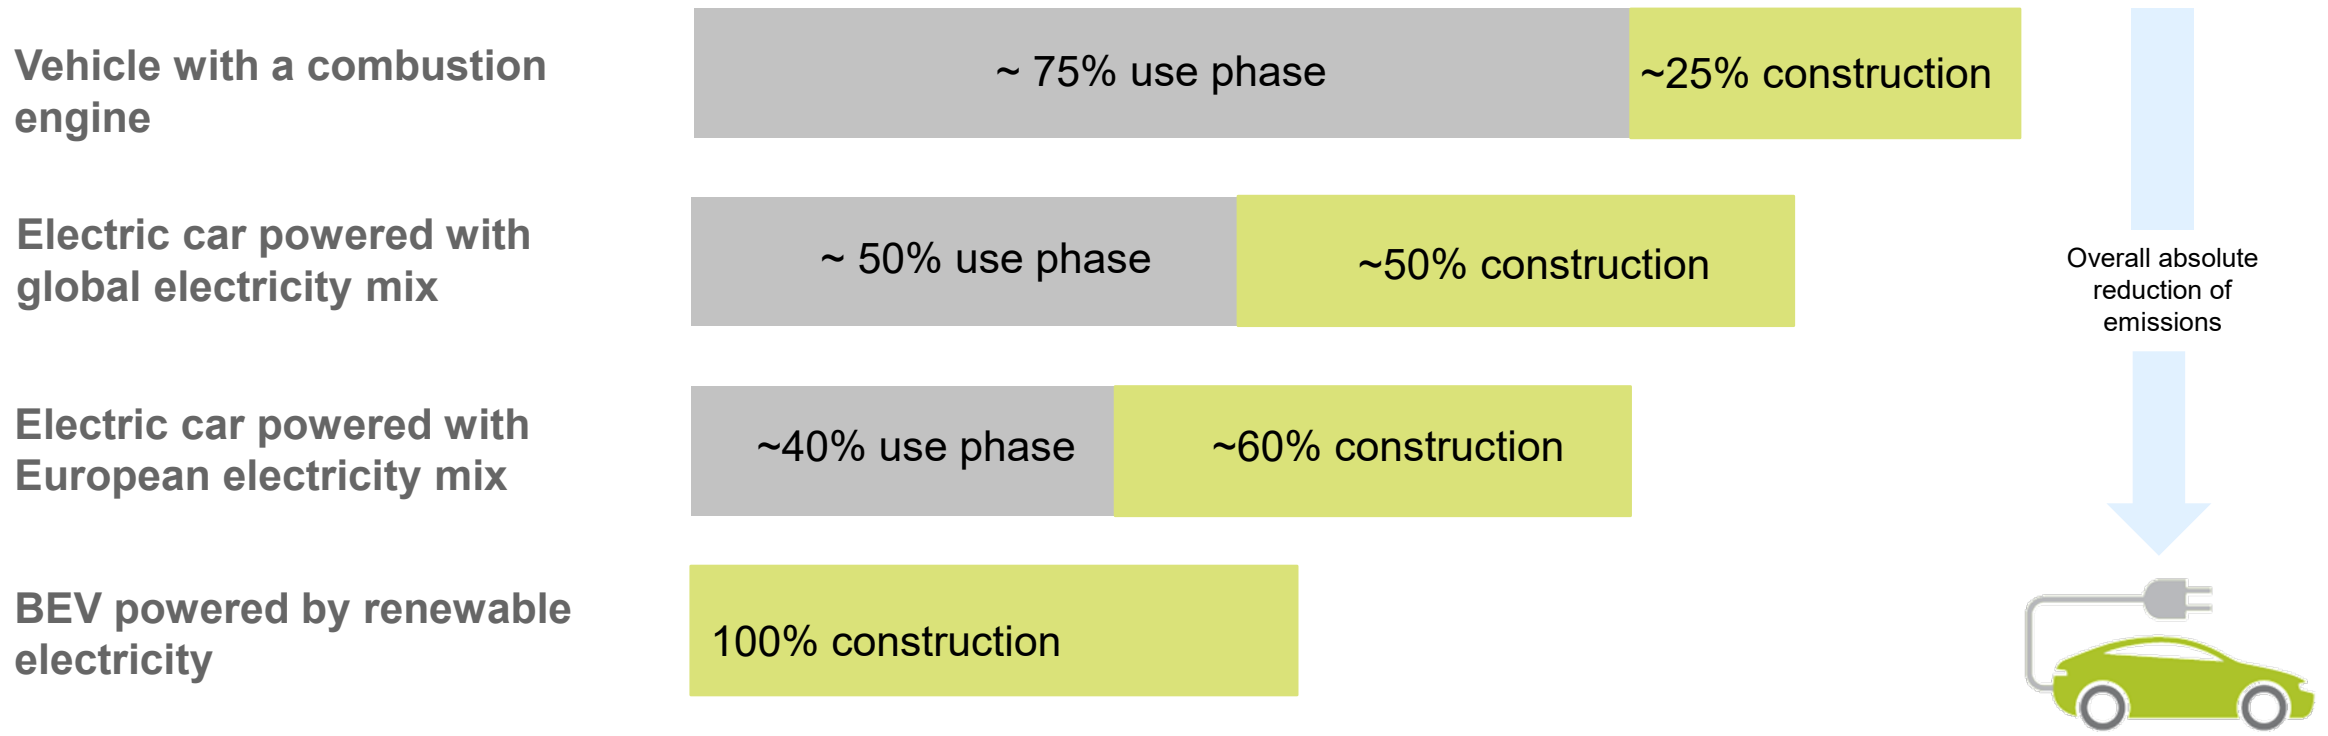 Vehicle with a combustion
engine
~ 75% use phase
~25% construction
Electric car powered with
global electricity mix
~ 50% use phase
~50% construction
Overall absolute
reduction of
emissions
Electric car powered with
European electricity mix
~40% use phase
~60% construction
BEV powered by renewable
electricity
100% construction